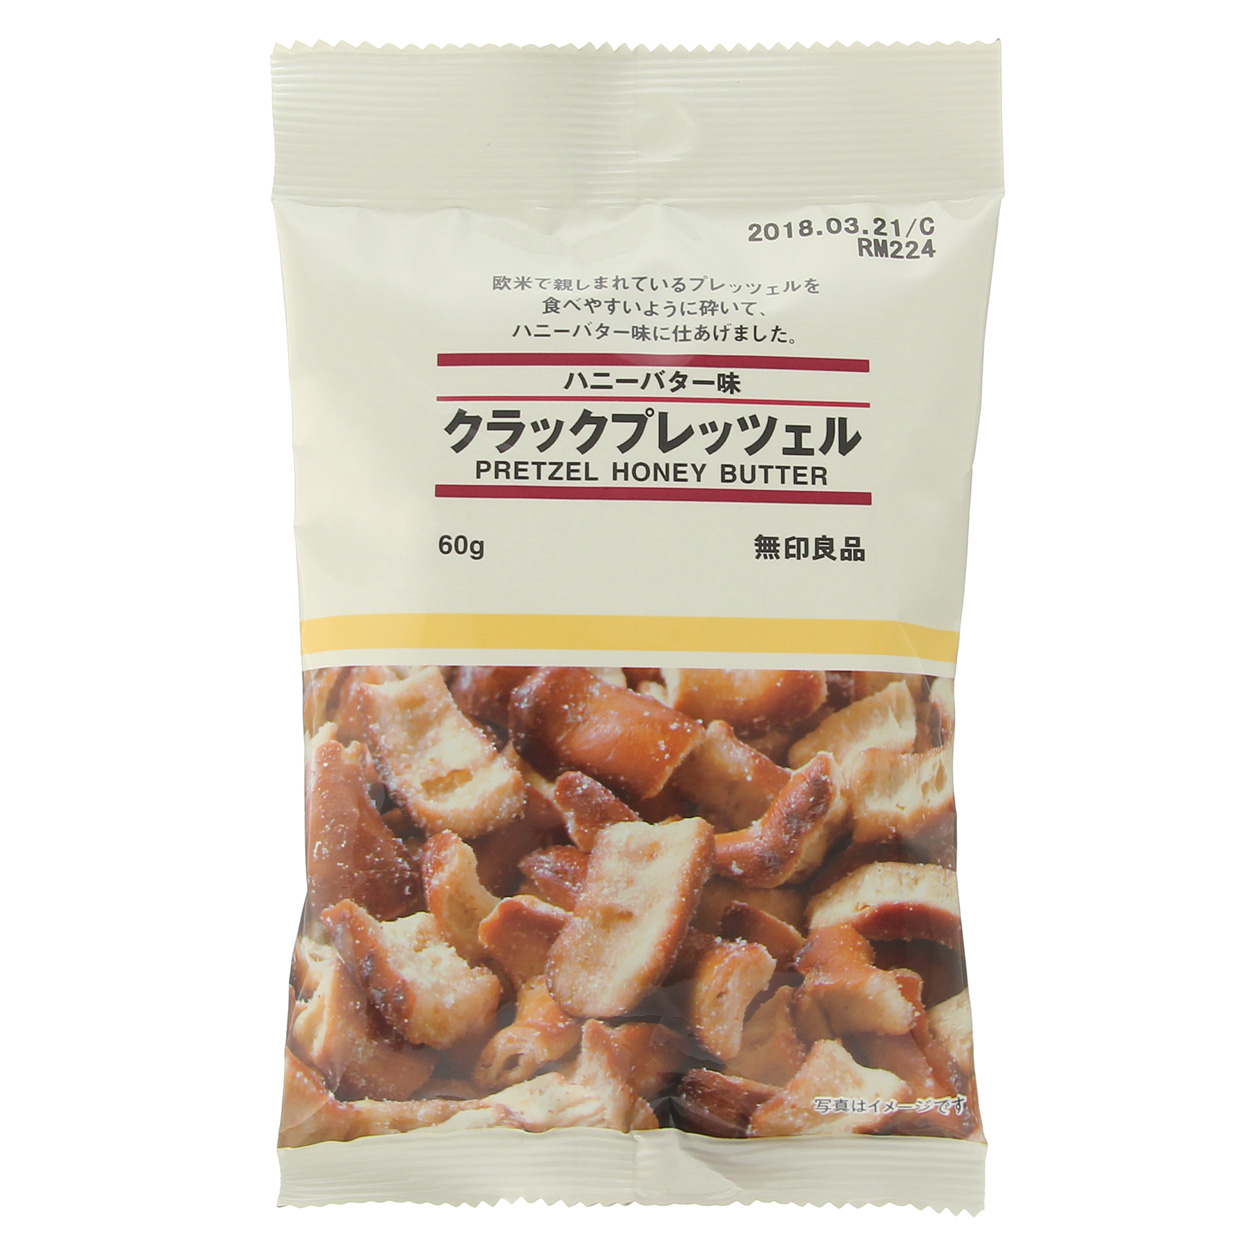 2018.03.21/C
RM224
欧米で親しまれているプレッツェルを
食べやすいように砕いて、
ハニーバター味に仕あげました。
ハニーバター味
クラックプレッツェル
PRETZEL HONEY BUTTER
60g 無印良品
写真はイメージです